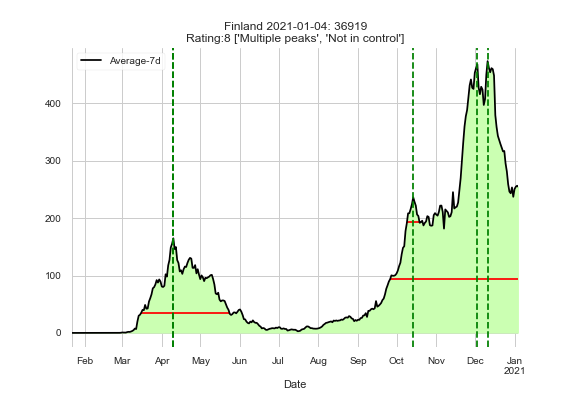 Finland 2021-01-04: 36919
Rating:8 ['Multiple peaks', 'Not in control']
Average-7d
400
300
200
100
0
Feb Mar Apr May Jun Jul Aug Sep Oct Nov Dec Jan
2021
Date